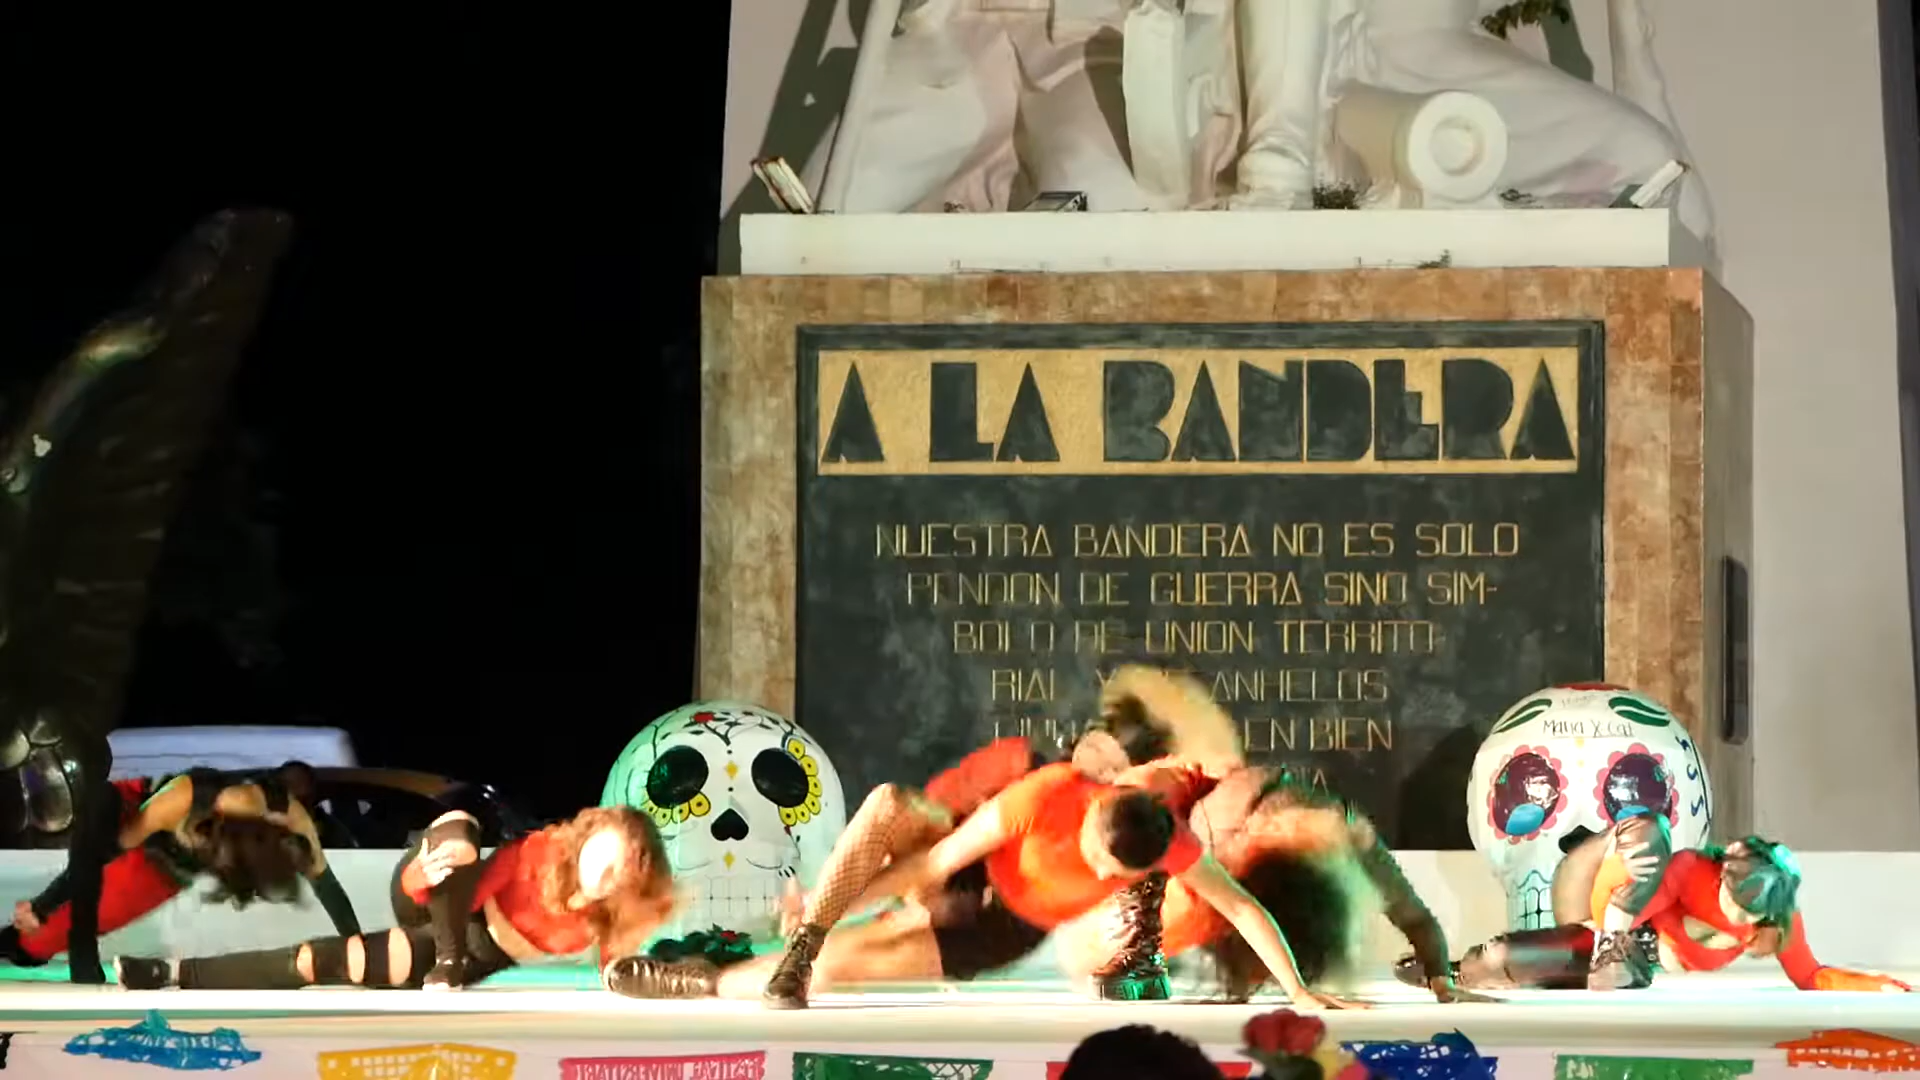 A LA BANDERA
NUESTRA BANDERA NO ES SOLO
PENDON DE GUERRA SINO SIM-
BOLO DE UNION TERRITO-
RIAL Y ANHELOS
EN BIEN